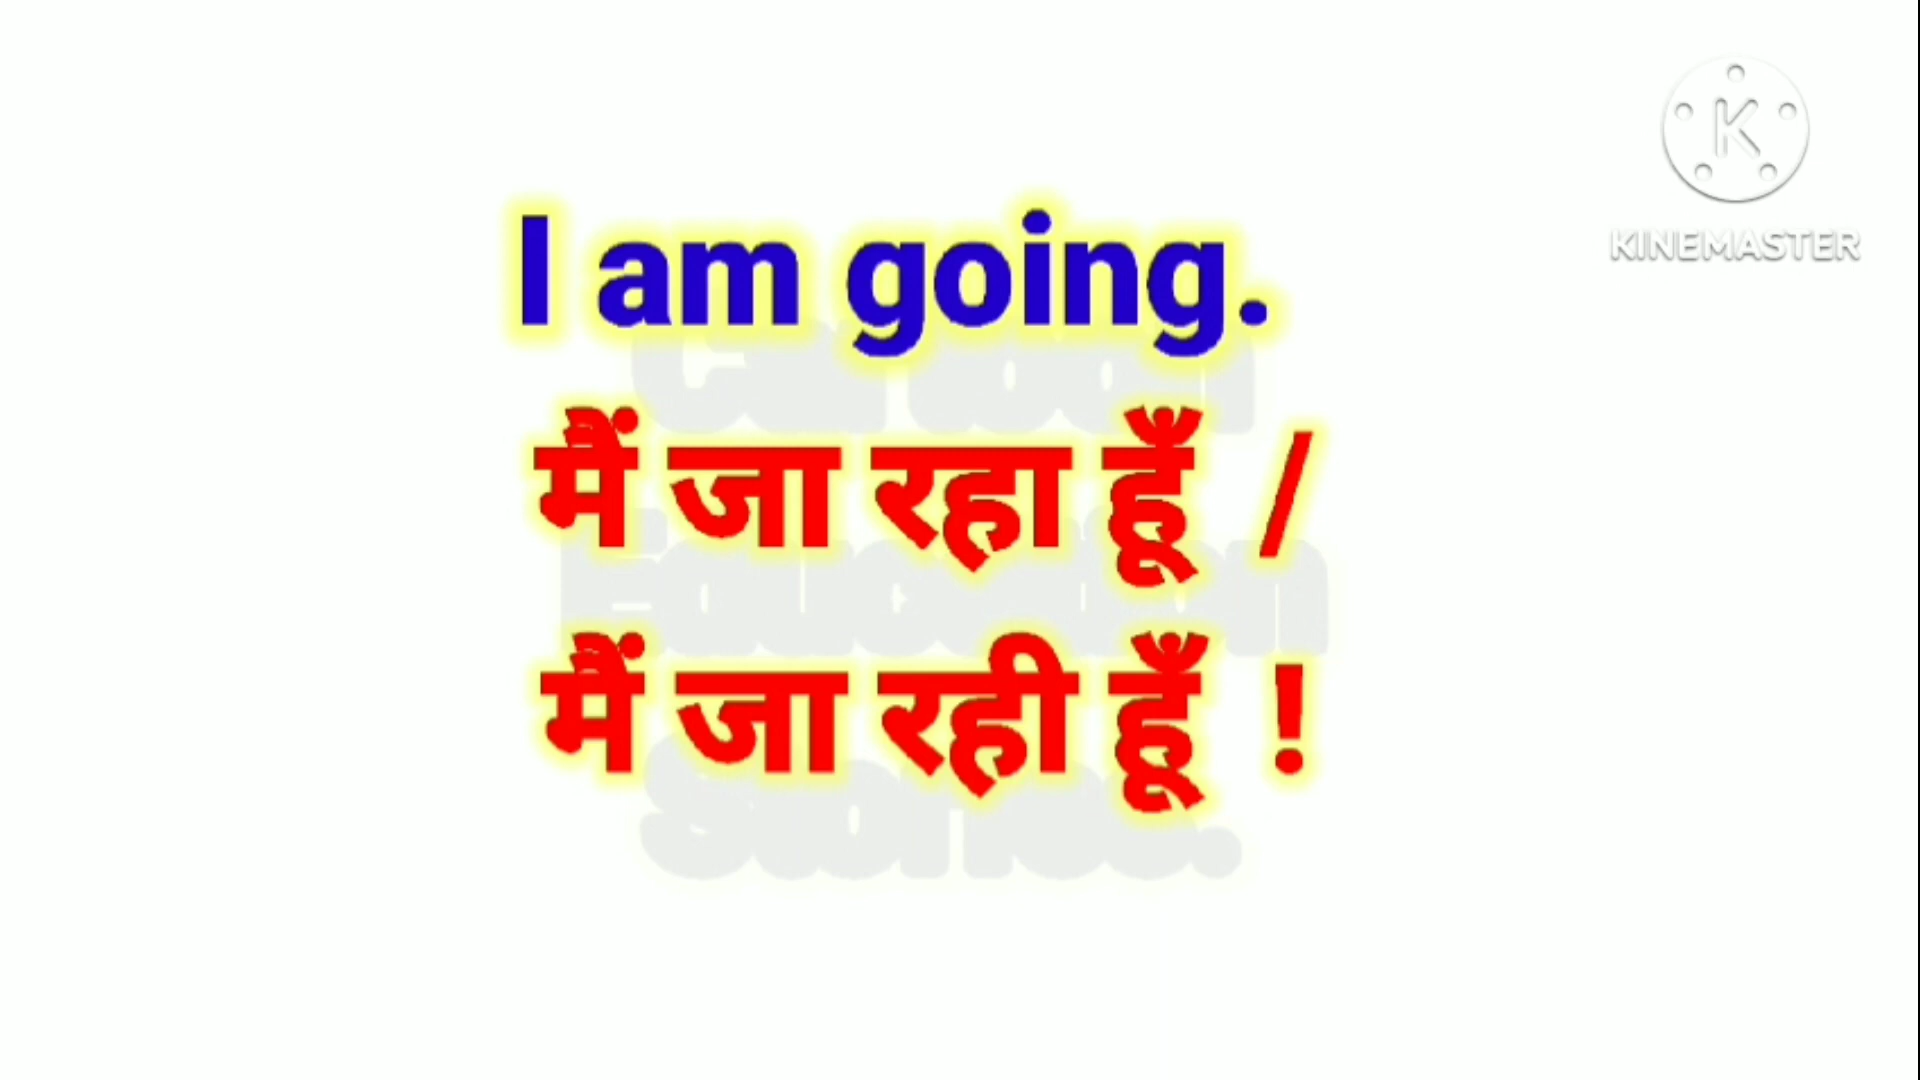 I am going.
मैं जा रहा हूँ /
मैं जा रही हूँ !
KINEMASTER